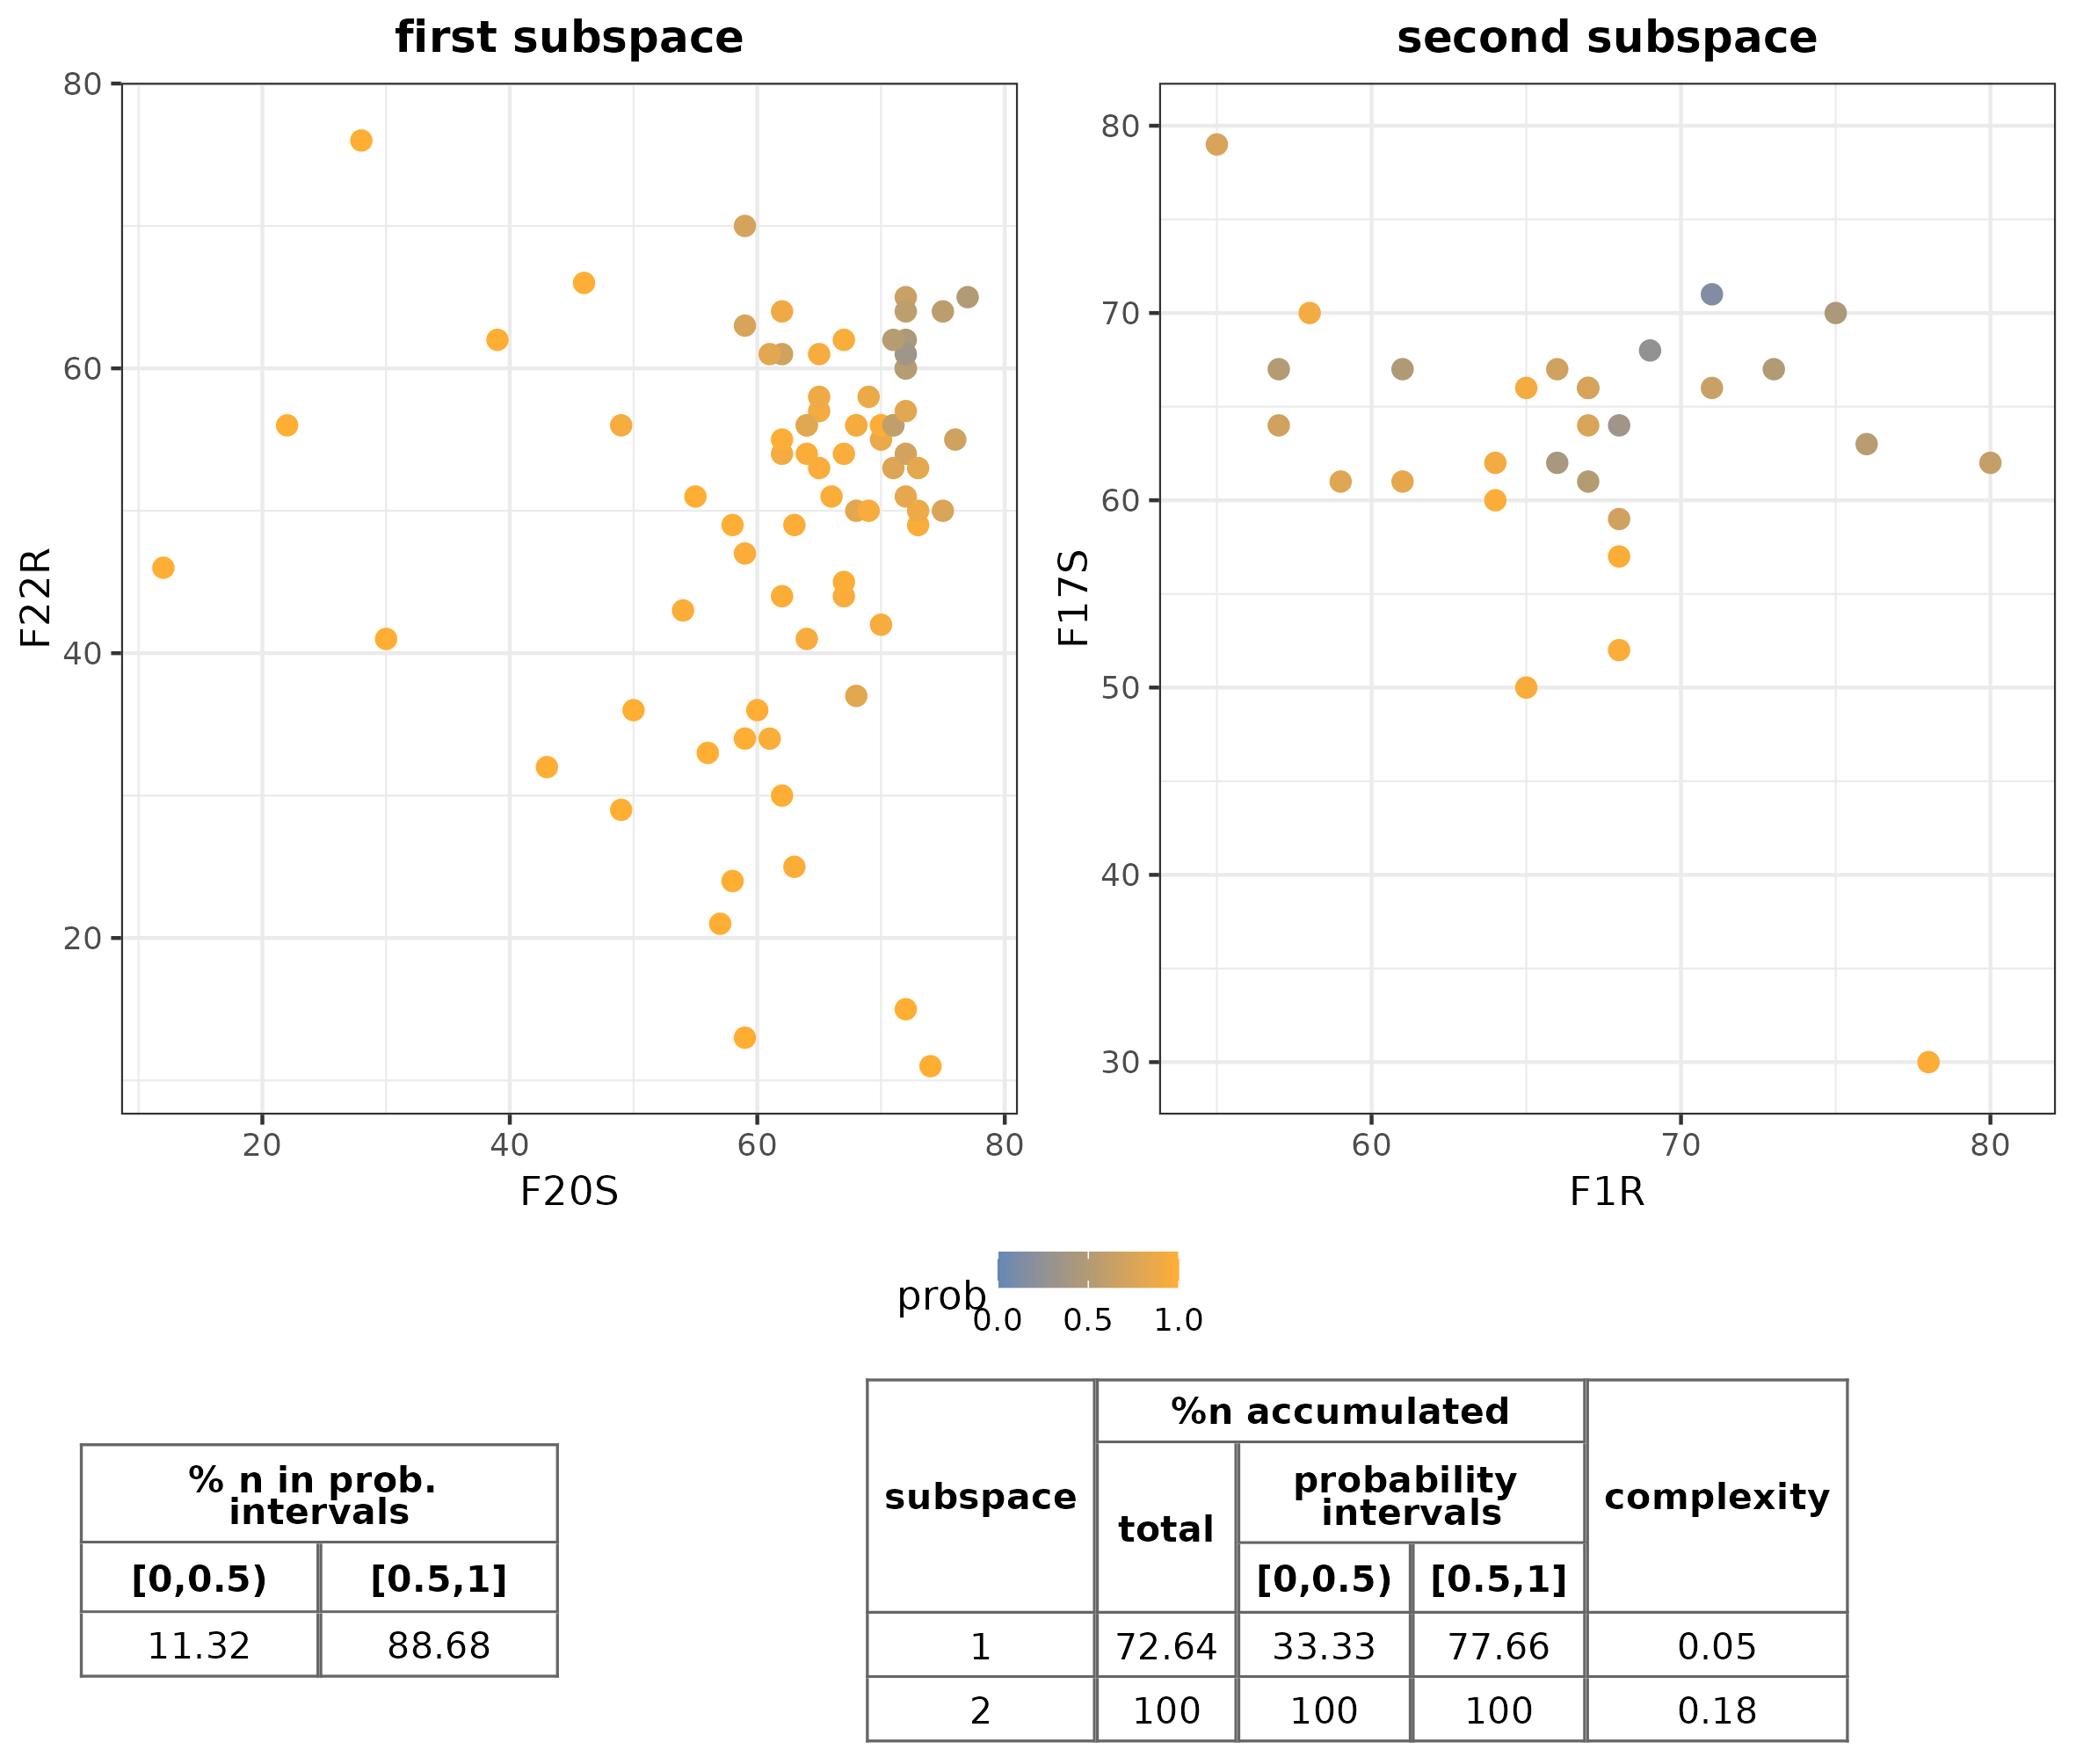 first subspace
second subspace
80
60
40
20
F22R
20 40 60 80
F20S
80
70
60
50
40
30
F17S
60 70 80
F1R
prob
0.0 0.5 1.0
% n in prob.
intervals
[0,0.5) [0.5,1]
11.32 88.68
subspace
%n accumulated
total
probability
intervals
[0,0.5) [0.5,1]
complexity
1 72.64 33.33 77.66 0.05
2 100 100 100 0.18